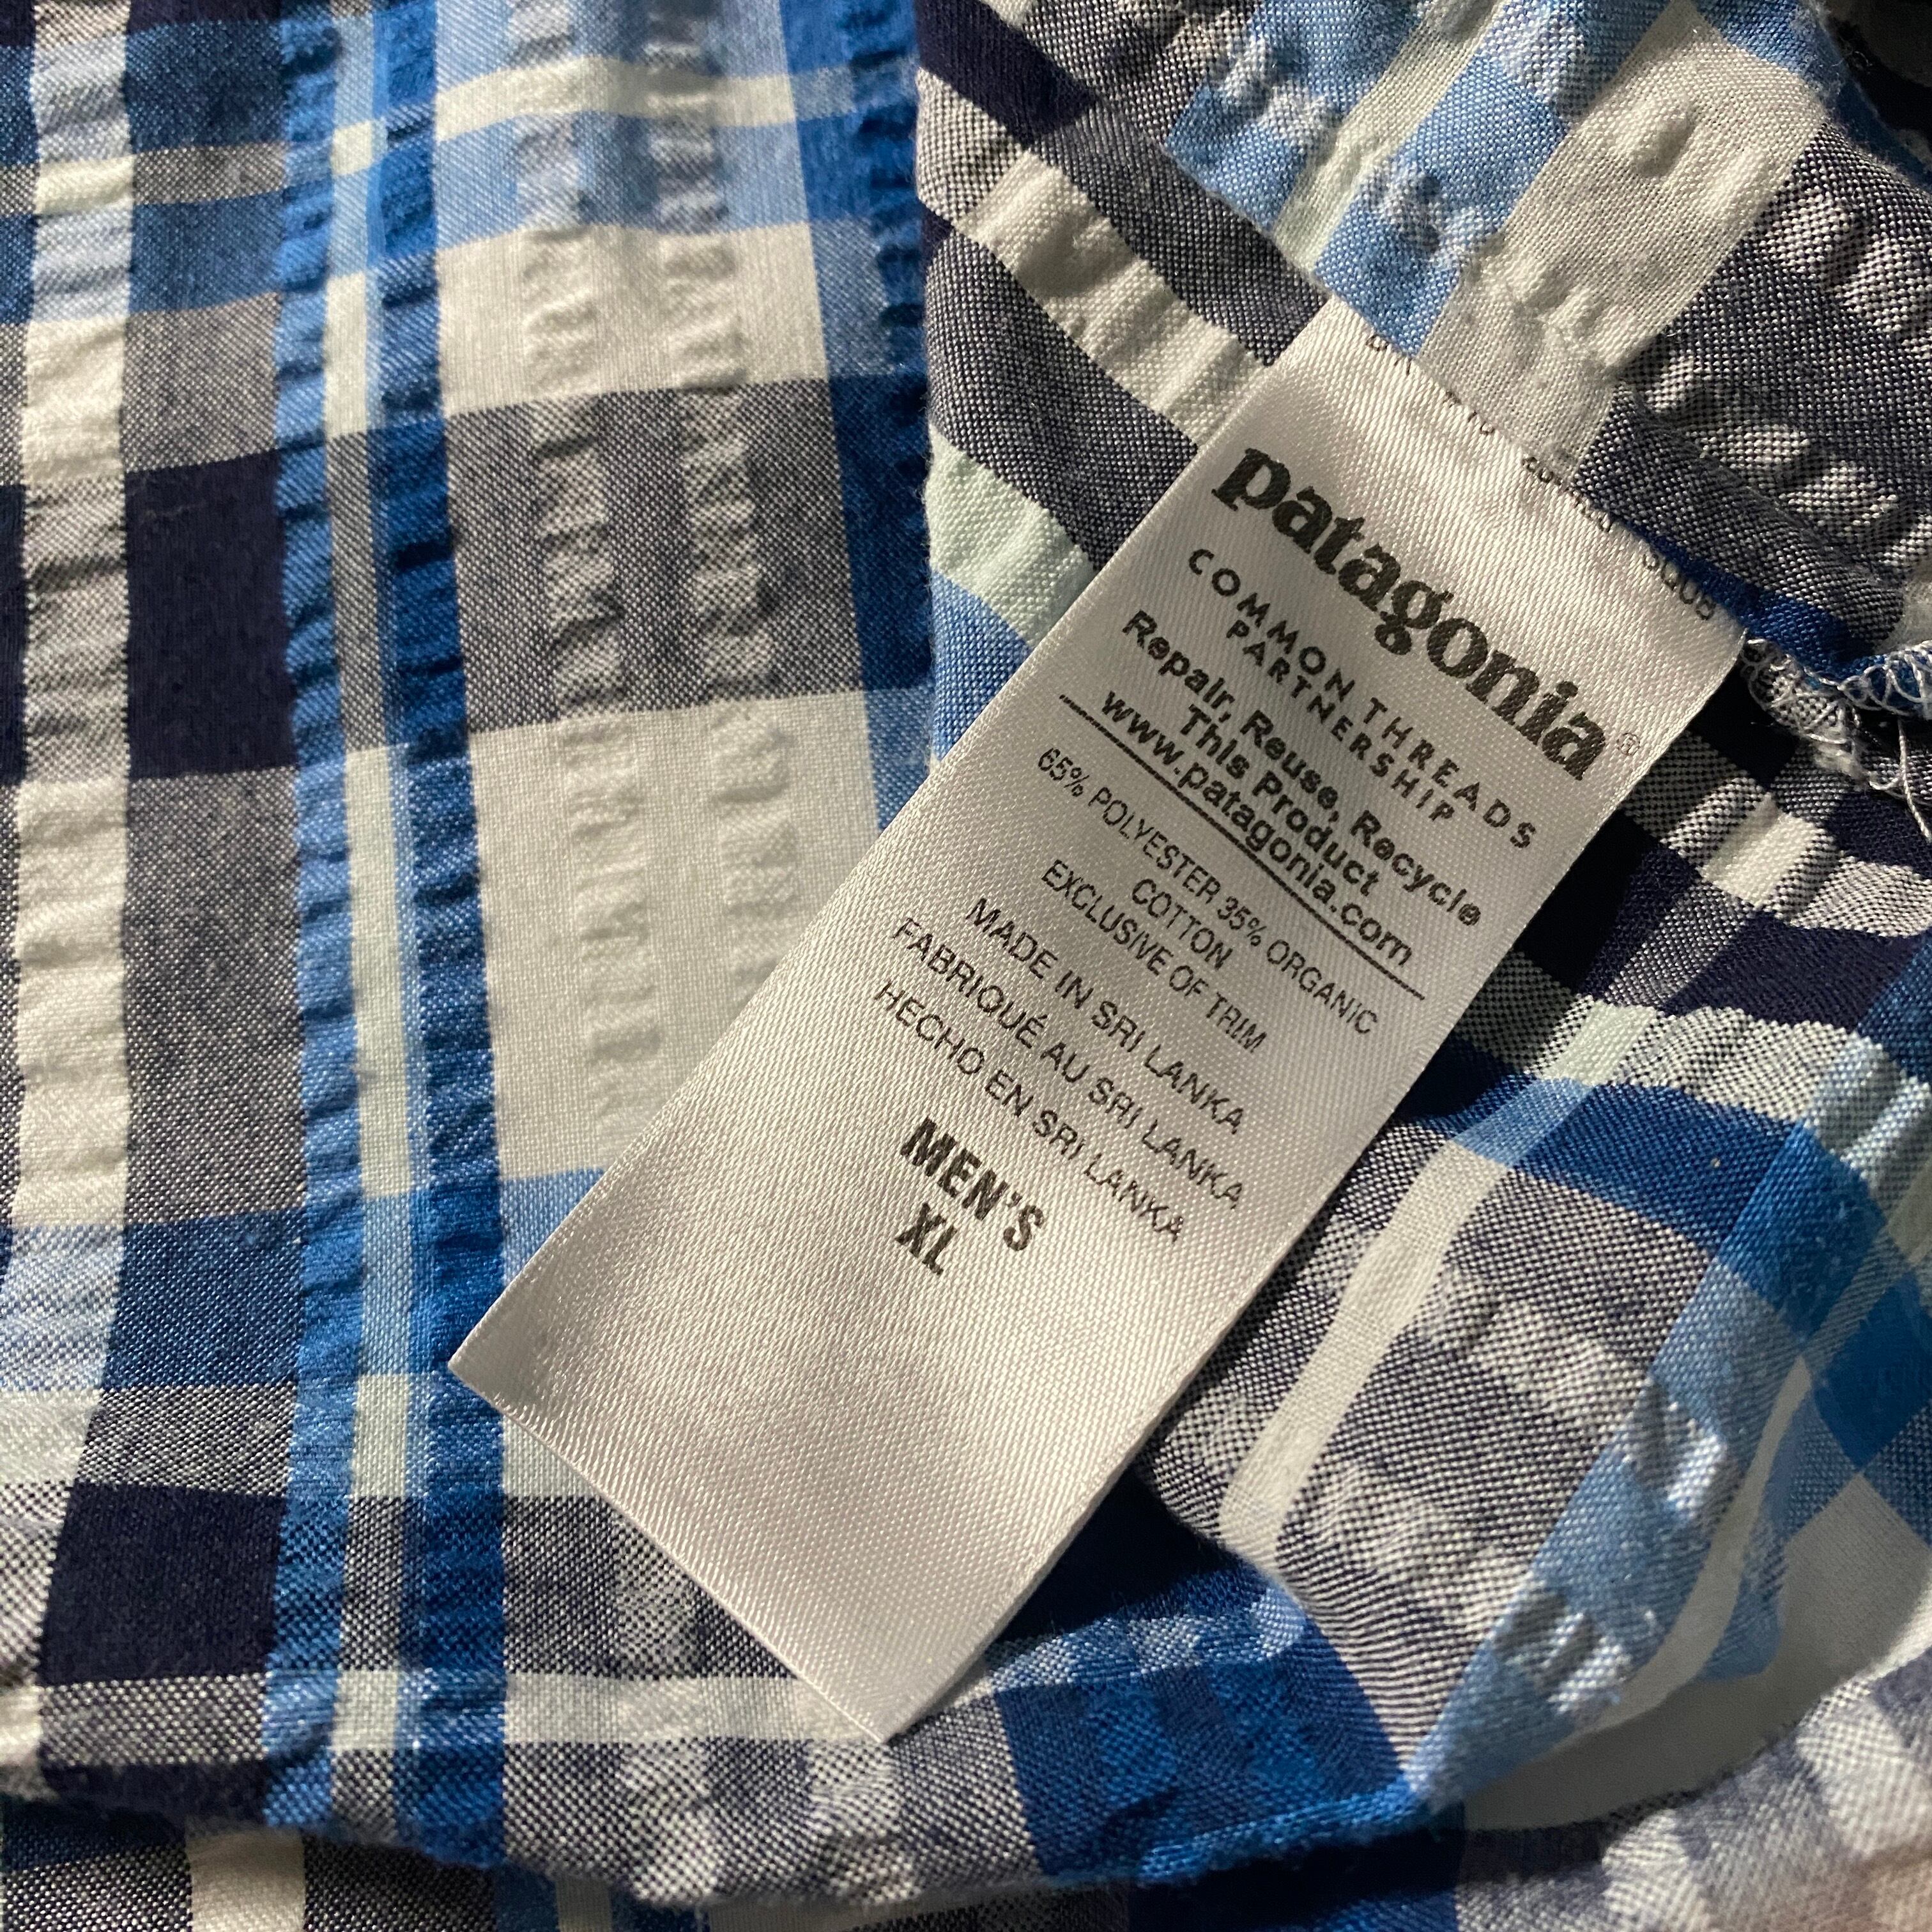 patagonia®
COMMON THREADS
PARTNERSHIP
Repair, Reuse, Recycle
This Product
www.patagonia.com
65% POLYESTER 35% ORGANIC
COTTON
EXCLUSIVE OF TRIM
MADE IN SRI LANKA
FABRIQUÉ AU SRI LANKA
HECHO EN SRI LANKA
MEN'S
XL